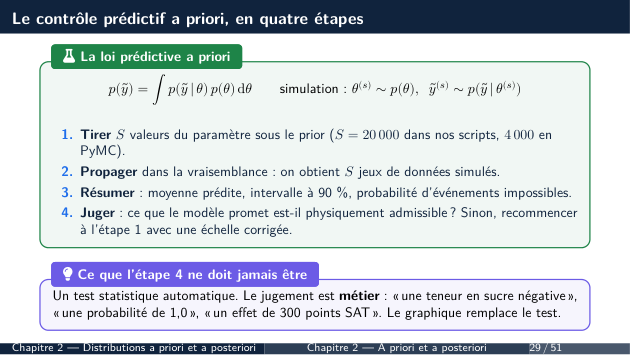 Le contrôle prédictif a priori, en quatre étapes
La loi prédictive a priori
p(ỹ) = ∫ p(ỹ | θ) p(θ) dθ simulation : θ^(s) ∼ p(θ), ỹ^(s) ∼ p(ỹ | θ^(s))
1. Tirer S valeurs du paramètre sous le prior (S = 20 000 dans nos scripts, 4 000 en
PyMC).
2. Propager dans la vraisemblance : on obtient S jeux de données simulés.
3. Résumer : moyenne prédite, intervalle à 90 %, probabilité d'événements impossibles.
4. Juger : ce que le modèle promet est-il physiquement admissible ? Sinon, recommencer
à l'étape 1 avec une échelle corrigée.
Ce que l'étape 4 ne doit jamais être
Un test statistique automatique. Le jugement est métier : « une teneur en sucre négative »,
« une probabilité de 1,0 », « un effet de 300 points SAT ». Le graphique remplace le test.
Chapitre 2 — Distributions a priori et a posteriori Chapitre 2 — A priori et a posteriori 29 / 51